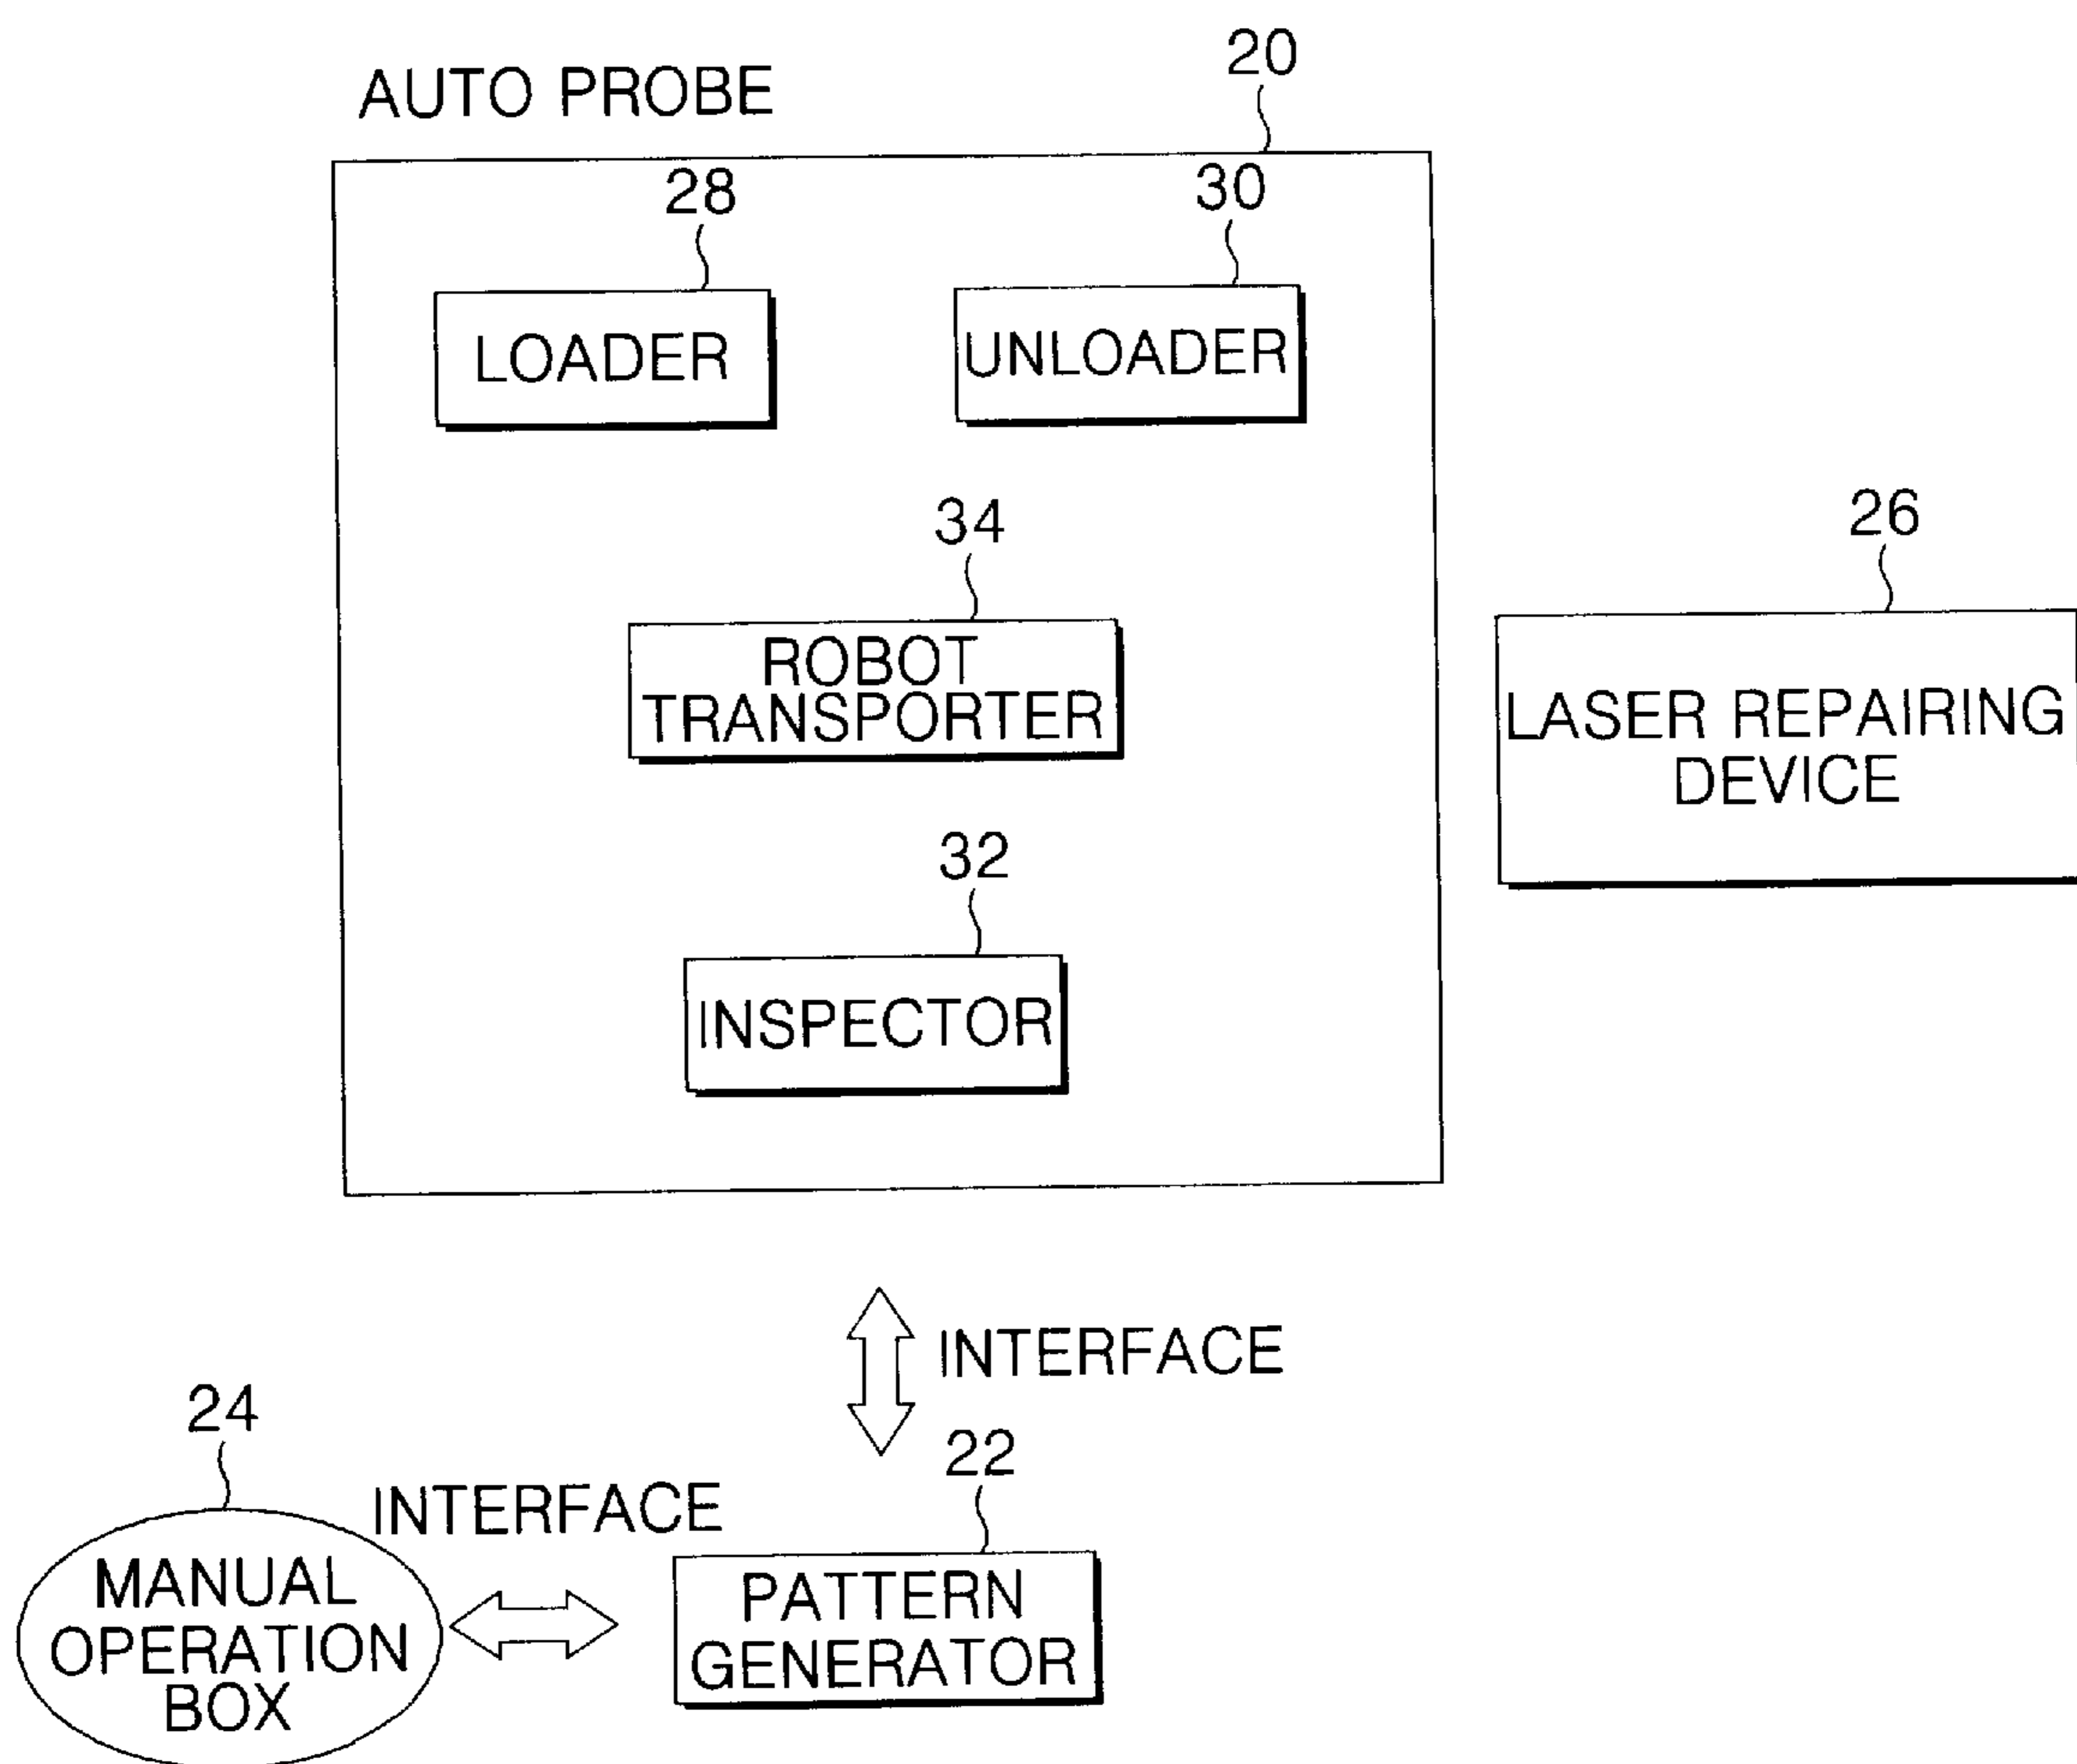 20
AUTO PROBE
28
30
LOADER
UNLOADER
34
26
ROBOT
TRANSPORTER
LASER REPAIRING
DEVICE
32
INSPECTOR
INTERFACE
24
22
INTERFACE
MANUAL
OPERATION
BOX
PATTERN
GENERATOR